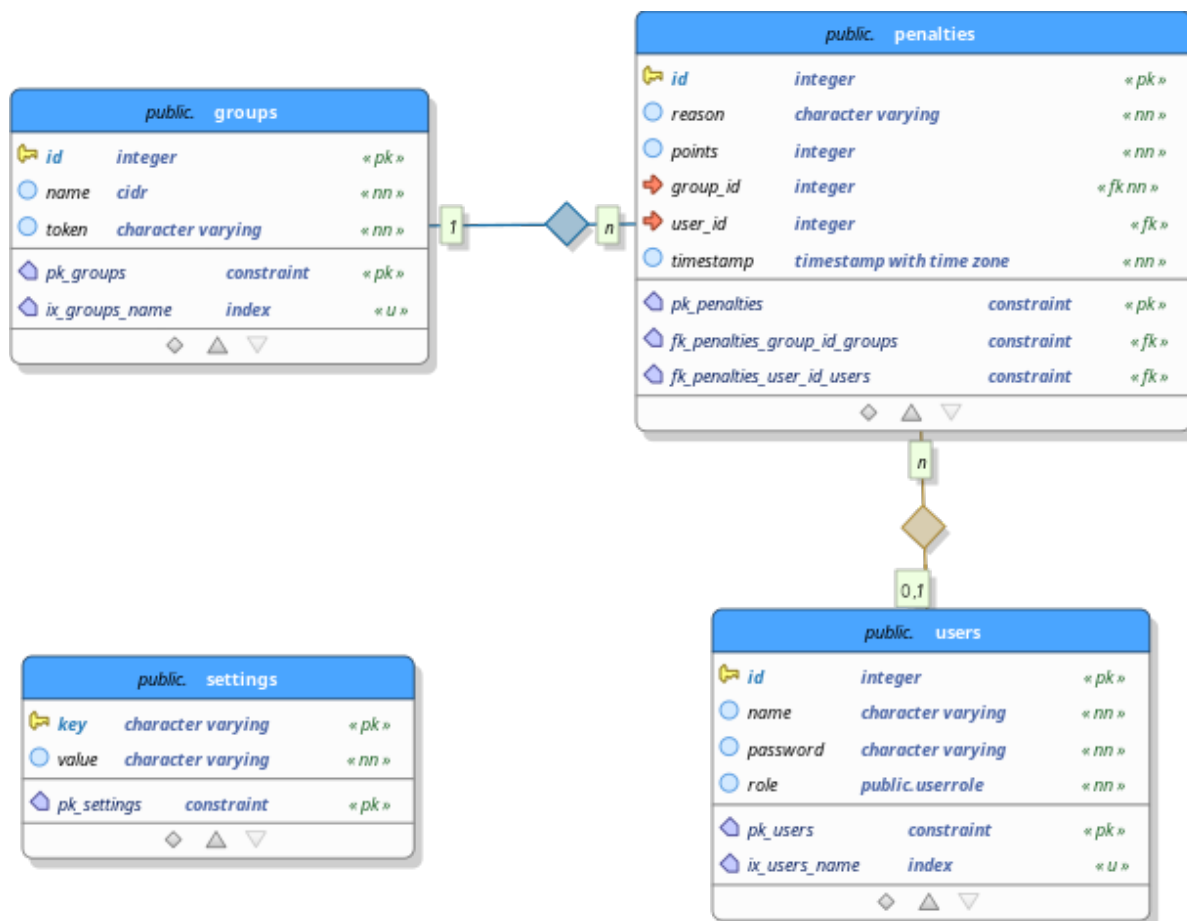 public. groups
id integer « pk »
name cidr « nn »
token character varying « nn »
pk_groups constraint « pk »
ix_groups_name index « u »
1
n
public. penalties
id integer « pk »
reason character varying « nn »
points integer « nn »
group_id integer « fk nn »
user_id integer « fk »
timestamp timestamp with time zone « nn »
pk_penalties constraint « pk »
fk_penalties_group_id_groups constraint « fk »
fk_penalties_user_id_users constraint « fk »
n
0,1
public. settings
key character varying « pk »
value character varying « nn »
pk_settings constraint « pk »
public. users
id integer « pk »
name character varying « nn »
password character varying « nn »
role public.userrole « nn »
pk_users constraint « pk »
ix_users_name index « u »